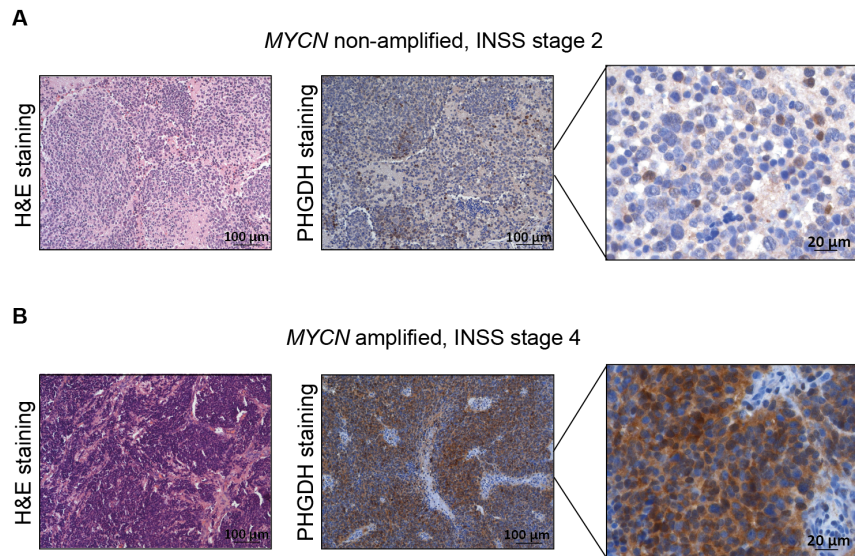 A
MYCN non-amplified, INSS stage 2
H&E staining
100 µm
PHGDH staining
100 µm
20 µm
B
MYCN amplified, INSS stage 4
H&E staining
100 µm
PHGDH staining
100 µm
20 µm